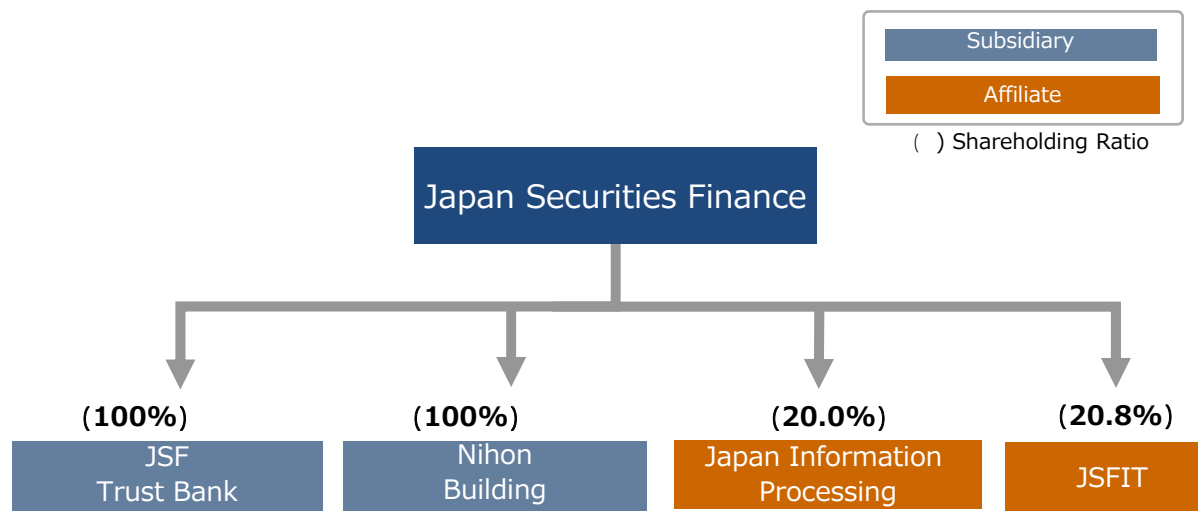 Subsidiary
Affiliate
( ) Shareholding Ratio
Japan Securities Finance
(100%)
(100%)
(20.0%)
(20.8%)
JSF
Trust Bank
Nihon
Building
Japan Information
Processing
JSFIT